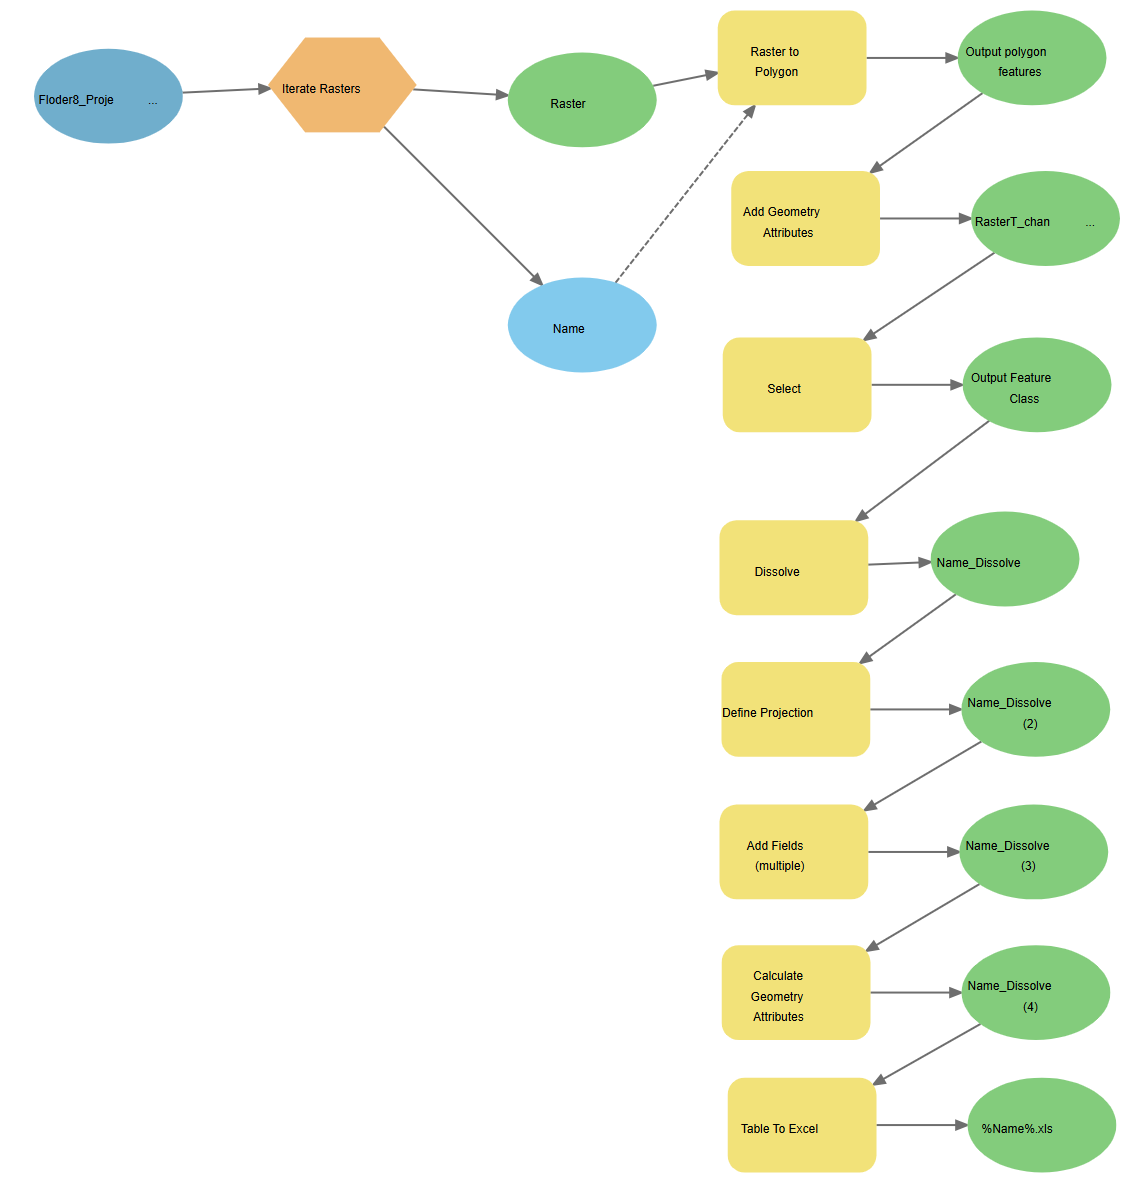 Floder8_Proje ...
Iterate Rasters
Raster
Name
Raster to
Polygon
Output polygon
features
Add Geometry
Attributes
RasterT_chan ...
Select
Output Feature
Class
Dissolve
Name_Dissolve
Define Projection
Name_Dissolve
(2)
Add Fields
(multiple)
Name_Dissolve
(3)
Calculate
Geometry
Attributes
Name_Dissolve
(4)
Table To Excel
%Name%.xls